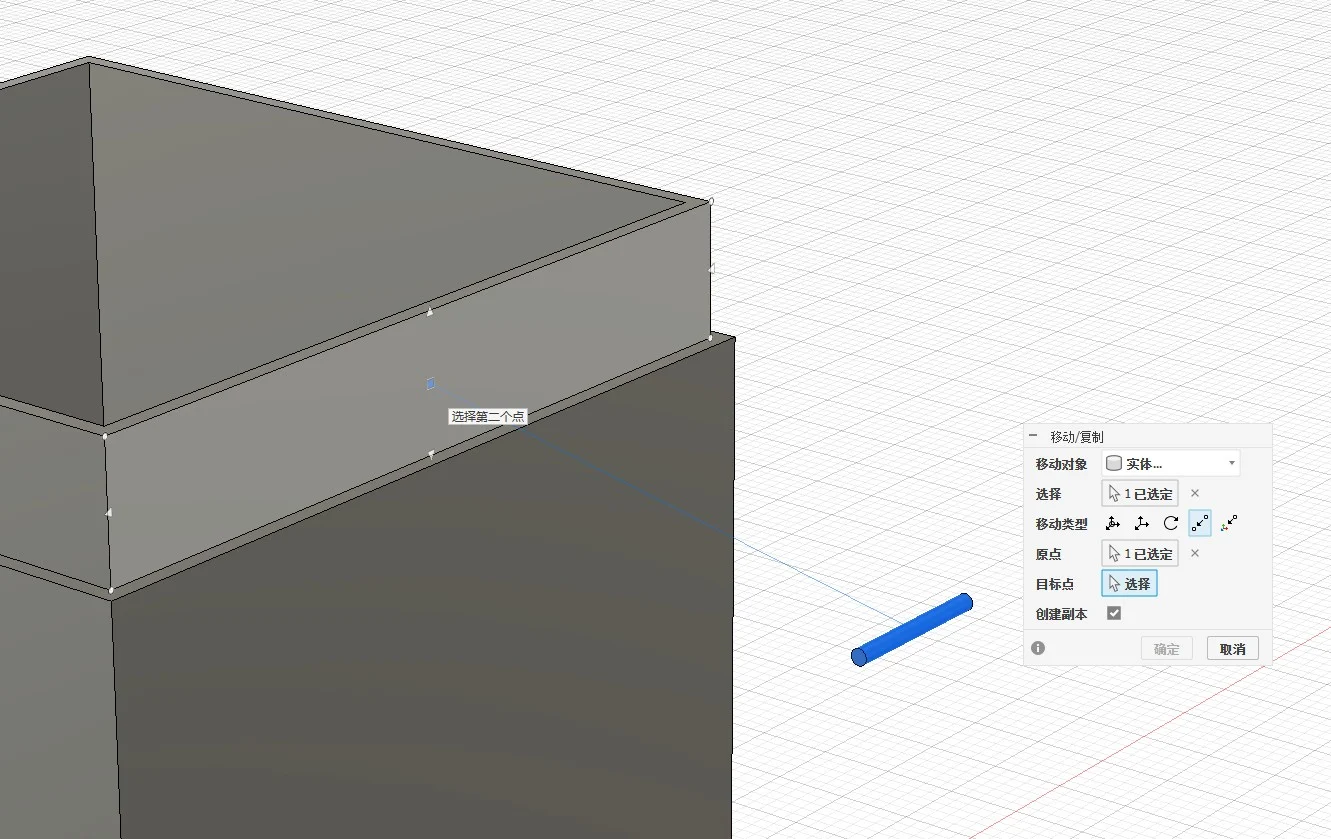 选择第二个点
移动/复制
移动对象 实体...
选择 1 已选定
移动类型
原点 1 已选定
目标点 选择
创建副本
确定 取消